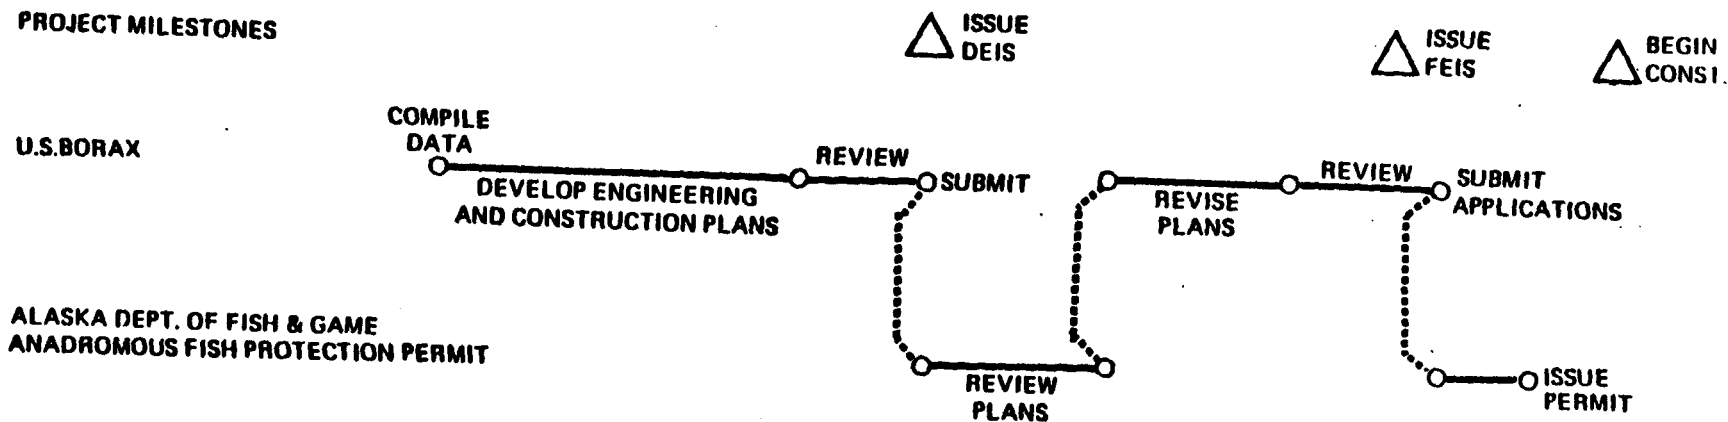 PROJECT MILESTONES
ISSUE
DEIS
ISSUE
FEIS
BEGIN
CONST.
U.S.BORAX
COMPILE
DATA
DEVELOP ENGINEERING
AND CONSTRUCTION PLANS
REVIEW
SUBMIT
REVISE
PLANS
REVIEW
SUBMIT
APPLICATIONS
ALASKA DEPT. OF FISH & GAME
ANADROMOUS FISH PROTECTION PERMIT
REVIEW
PLANS
ISSUE
PERMIT